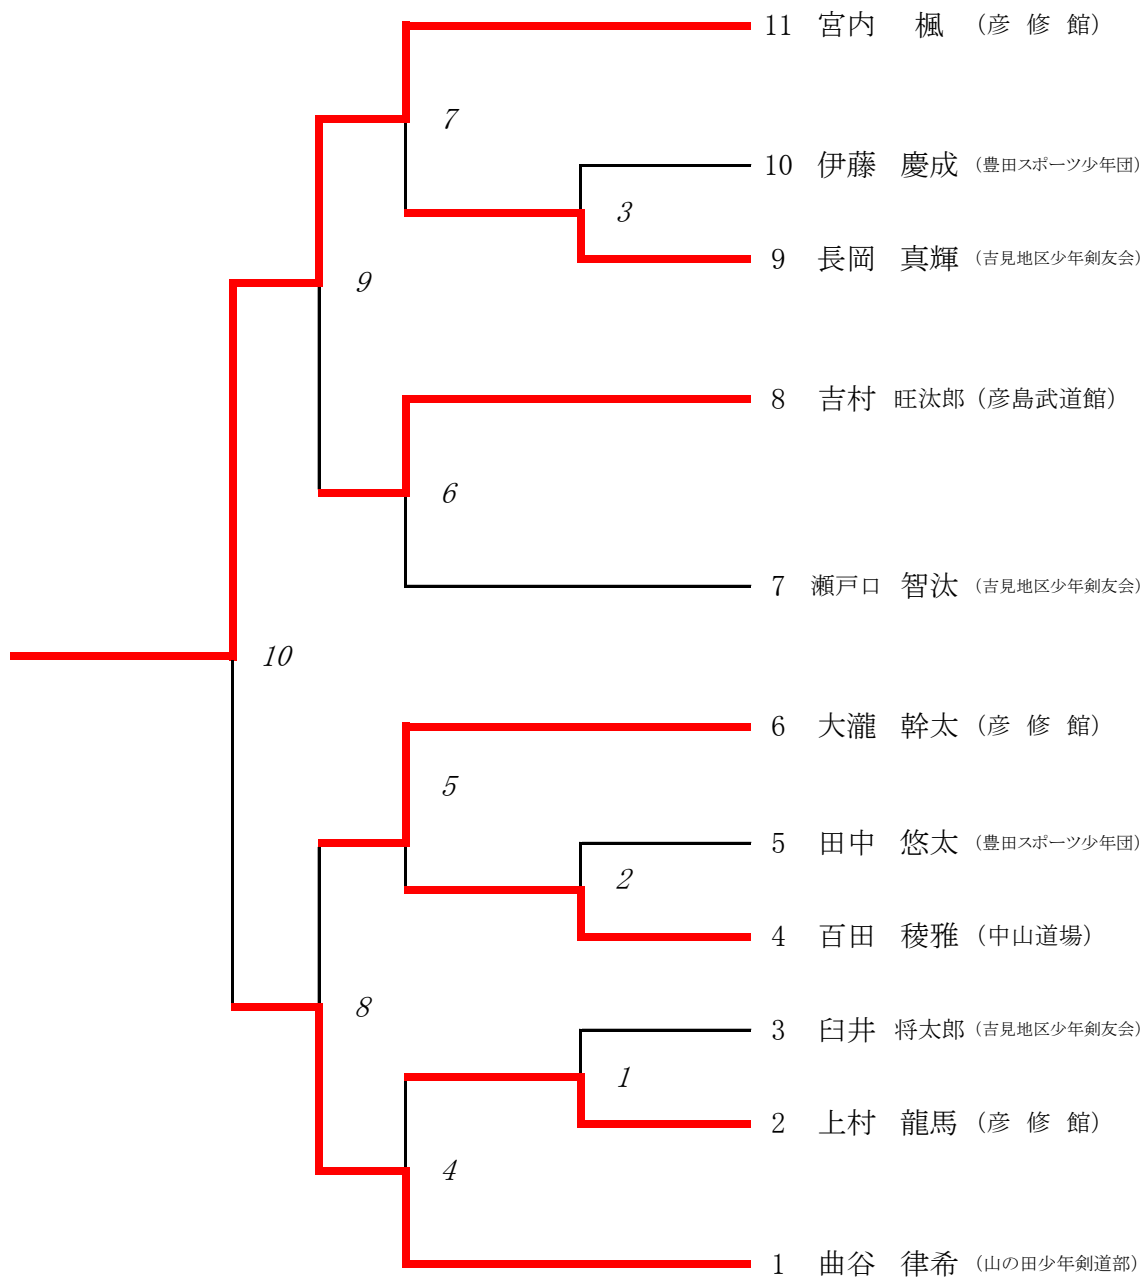 11 宮内 楓 （彦 修 館）
7
10 伊藤 慶成 （豊田スポーツ少年団）
3
9 長岡 真輝 （吉見地区少年剣友会）
9
8 吉村 旺汰郎 （彦島武道館）
6
7 瀬戸口 智汰 （吉見地区少年剣友会）
10
6 大瀧 幹太 （彦 修 館）
5
5 田中 悠太 （豊田スポーツ少年団）
2
4 百田 稜雅 （中山道場）
8
3 臼井 将太郎 （吉見地区少年剣友会）
1
2 上村 龍馬 （彦 修 館）
4
1 曲谷 律希 （山の田少年剣道部）